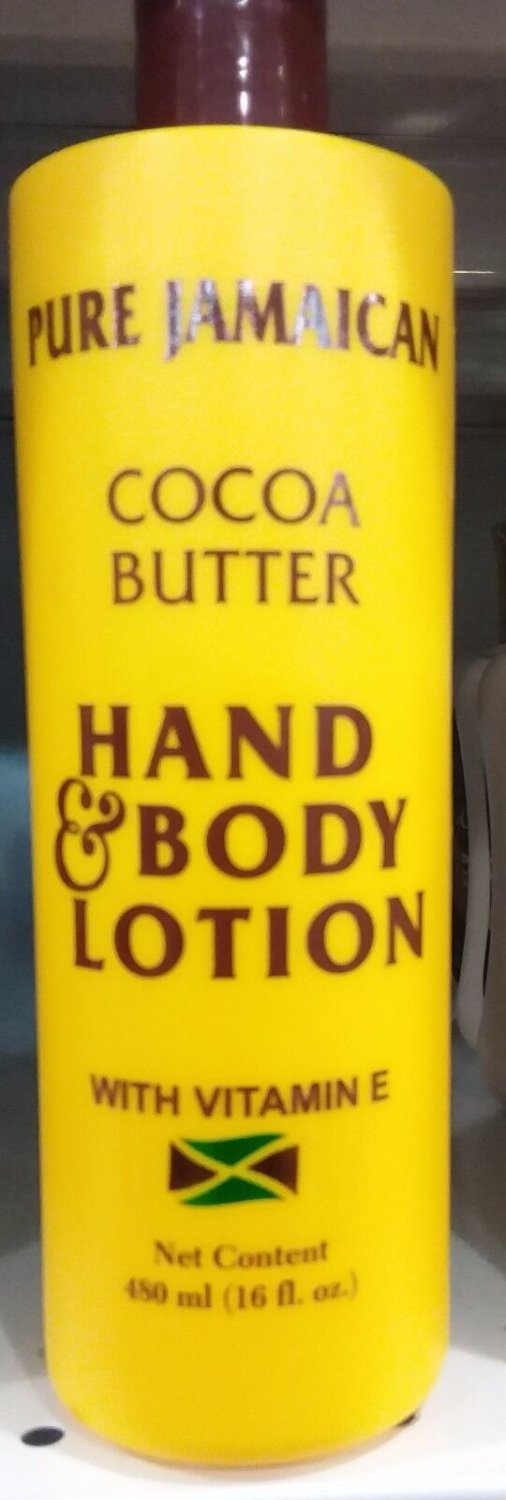 PURE JAMAICAN
COCOA
BUTTER
HAND
& BODY
LOTION
WITH VITAMIN E
Net Content
480 ml (16 fl. oz.)